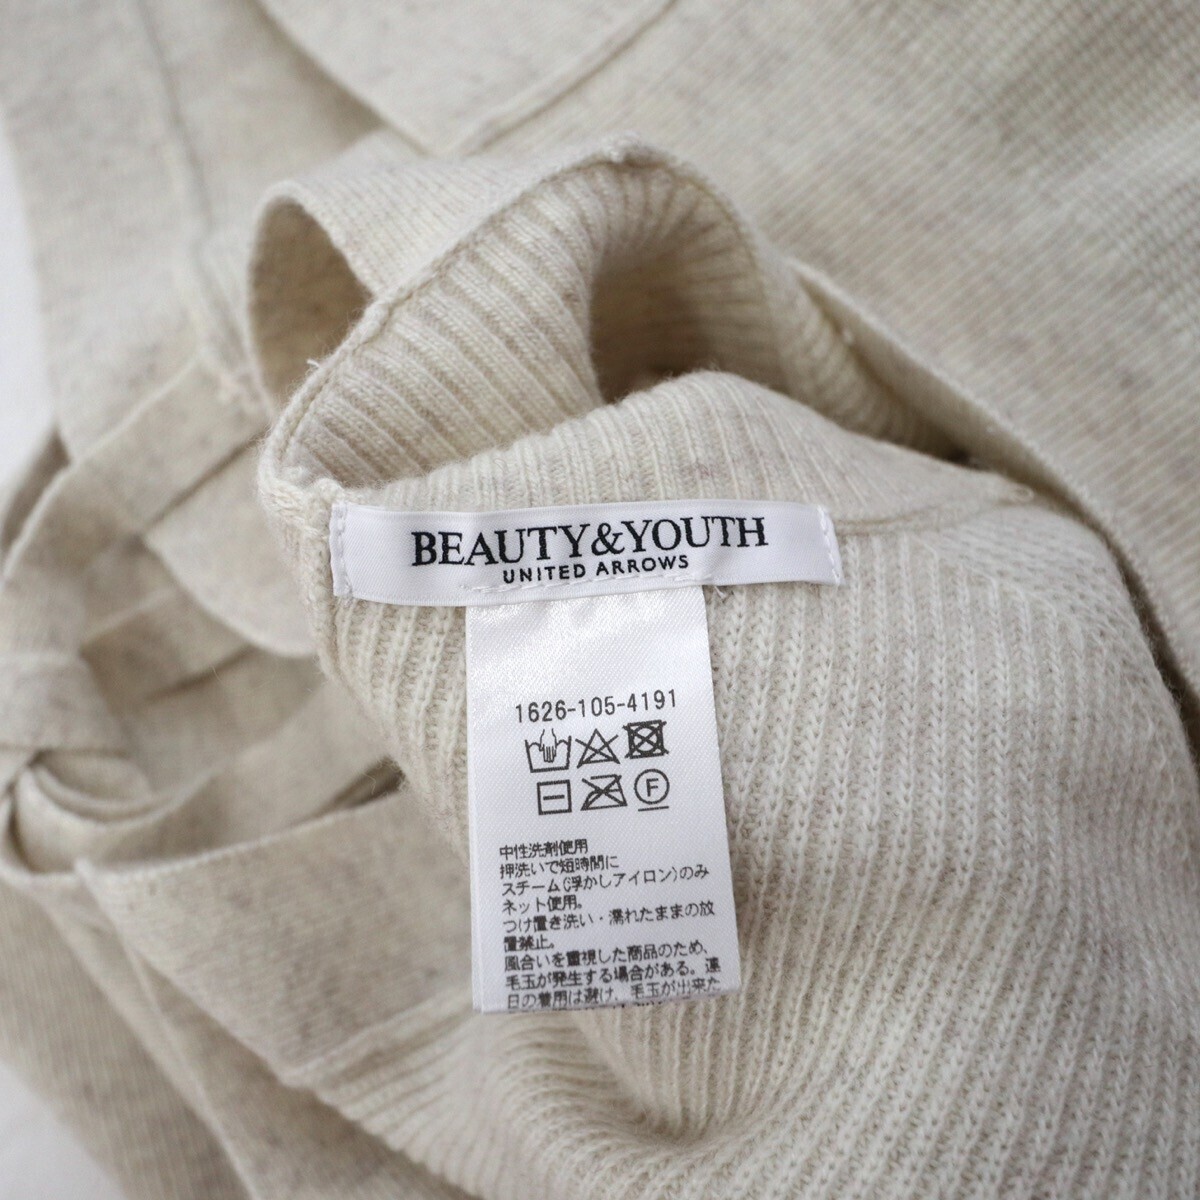 BEAUTY&YOUTH
UNITED ARROWS
1626-105-4191
F
中性洗剤使用
押洗いで短時間に
スチーム(浮かしアイロン)のみ
ネット使用。
つけ置き洗い・濡れたままの放
置禁止。
風合いを重視した商品のため、
毛玉が発生する場合がある。連
日の着用は避け、毛玉が出来た